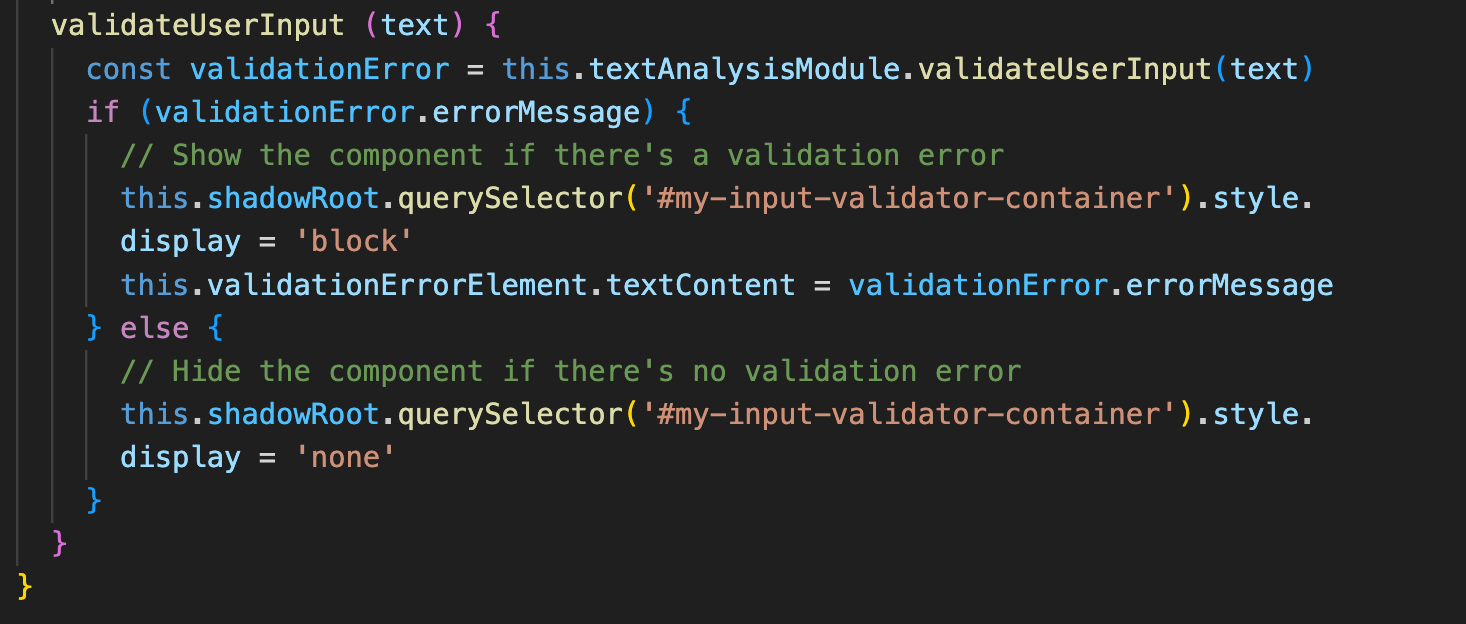 validateUserInput (text) {
const validationError = this.textAnalysisModule.validateUserInput(text)
if (validationError.errorMessage) {
// Show the component if there's a validation error
this.shadowRoot.querySelector('#my-input-validator-container').style.
display = 'block'
this.validationErrorElement.textContent = validationError.errorMessage
} else {
// Hide the component if there's no validation error
this.shadowRoot.querySelector('#my-input-validator-container').style.
display = 'none'
}
}
}